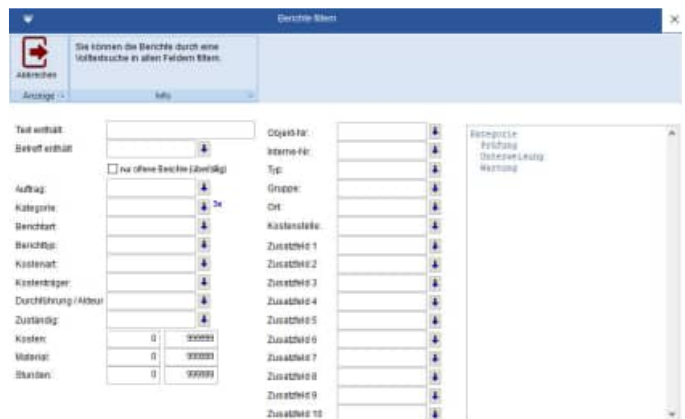 Berichte filtern
Sie können die Berichte durch eine
Volltextsuche in allen Feldern filtern.
Abbrechen
Anzeige
Info
Text enthält:
Betreff enthält
nur offene Berichte (überfällig)
Auftrag:
Kategorie: 3x
Berichtart:
Berichttyp:
Kostenart:
Kostenträger:
Durchführung / Akteur
Zuständig:
Kosten: 0 999999
Material: 0 999999
Stunden: 0 999999
Objekt-Nr:
Interne-Nr:
Typ:
Gruppe:
Ort:
Kostenstelle:
Zusatzfeld 1
Zusatzfeld 2
Zusatzfeld 3
Zusatzfeld 4
Zusatzfeld 5
Zusatzfeld 6
Zusatzfeld 7
Zusatzfeld 8
Zusatzfeld 9
Zusatzfeld 10
Kategorie
Prüfung
Unterweisung
Wartung